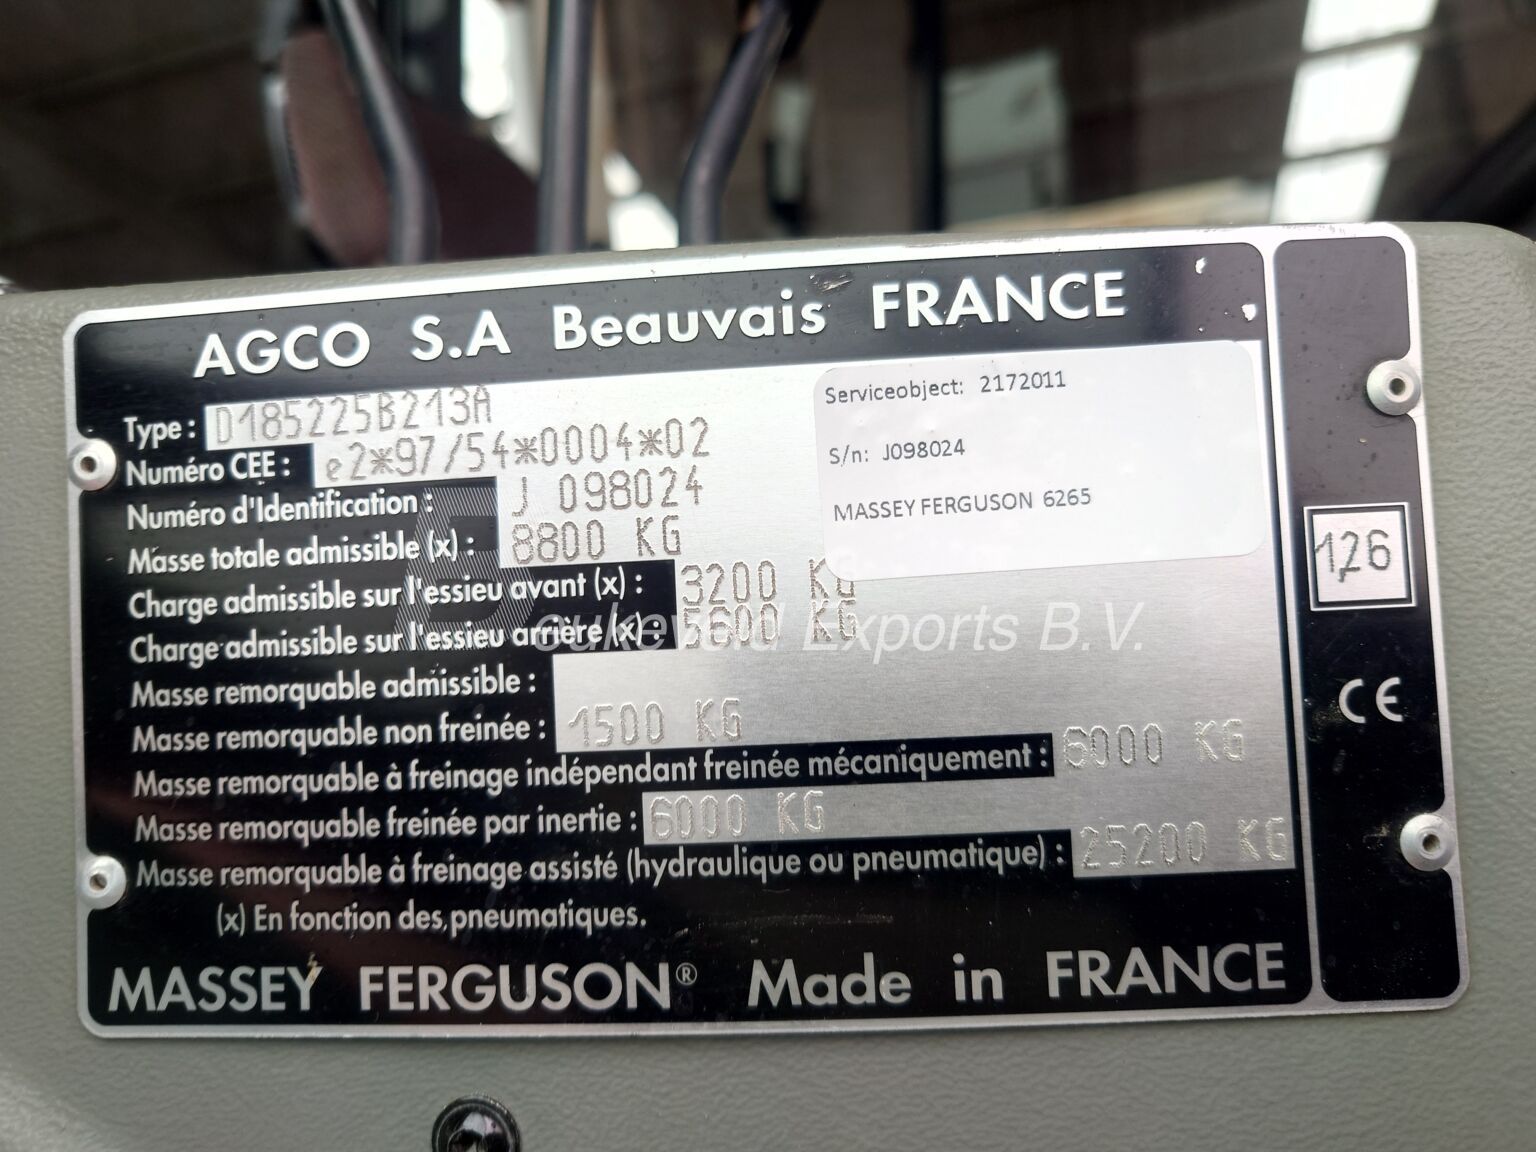 AGCO S.A Beauvais FRANCE
Type : D185225B213A
Numéro CEE : e2*97/54*0004*02
Numéro d'Identification : J 098024
Masse totale admissible (x) : 8800 KG
Charge admissible sur l'essieu avant (x) : 3200 KG
Charge admissible sur l'essieu arrière (x) : 5600 KG
Masse remorquable admissible :
Masse remorquable non freinée : 1500 KG
Masse remorquable à freinage indépendant freinée mécaniquement : 6000 KG
Masse remorquable freinée par inertie : 6000 KG
Masse remorquable à freinage assisté (hydraulique ou pneumatique) : 25200 KG
(x) En fonction des pneumatiques.
MASSEY FERGUSON® Made in FRANCE
Serviceobject: 2172011
S/n: J098024
MASSEY FERGUSON 6265
126
CE
Exports B.V.